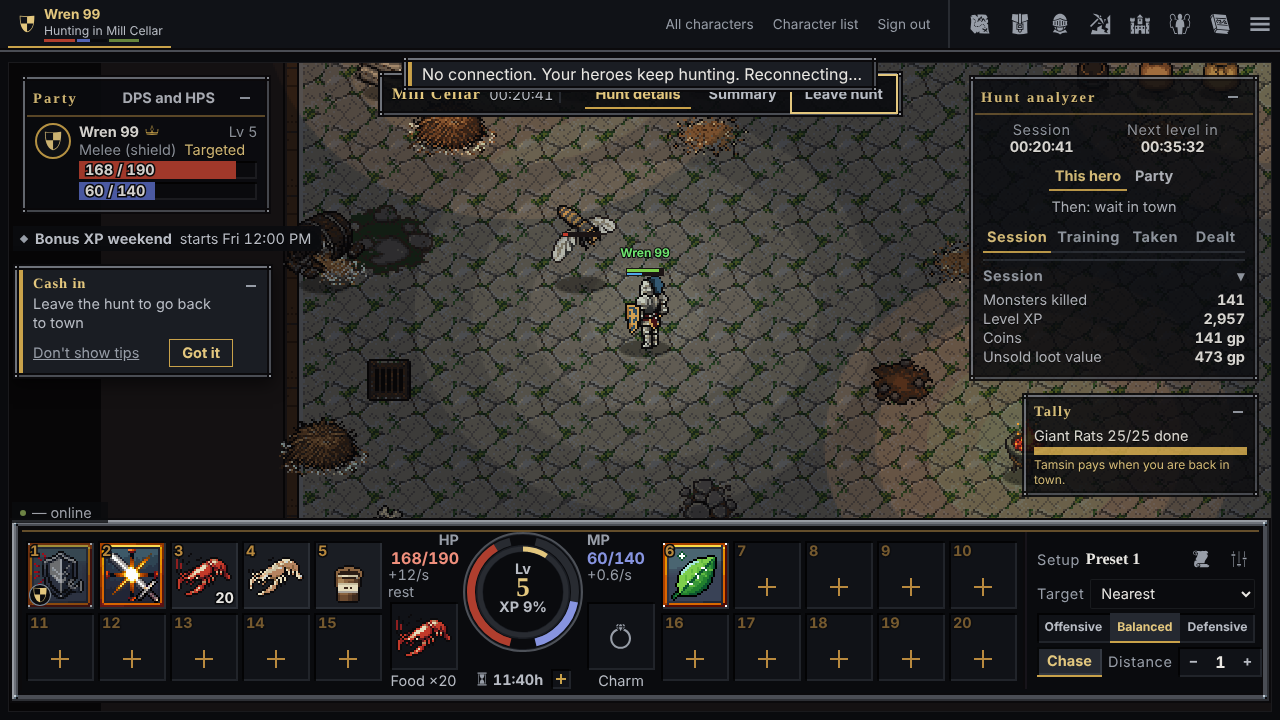 Wren 99
Hunting in Mill Cellar
All characters
Character list
Sign out
No connection. Your heroes keep hunting. Reconnecting...
Party
DPS and HPS
Wren 99
Lv 5
Melee (shield) Targeted
168 / 190
60 / 140
Bonus XP weekend starts Fri 12:00 PM
Cash in
Leave the hunt to go back
to town
Don't show tips
Got it
— online
Mill Cellar 00:20:41
Hunt details
Summary
Leave hunt
Wren 99
Hunt analyzer
Session
00:20:41
Next level in
00:35:32
This hero
Party
Then: wait in town
Session
Training
Taken
Dealt
Session
Monsters killed 141
Level XP 2,957
Coins 141 gp
Unsold loot value 473 gp
Tally
Giant Rats 25/25 done
Tamsin pays when you are back in
town.
1
2
3
20
4
5
11
12
13
14
15
HP
168/190
+12/s
rest
Food ×20
Lv
5
XP 9%
11:40h
+
MP
60/140
+0.6/s
Charm
6
7
8
9
10
16
17
18
19
20
Setup Preset 1
Target Nearest
Offensive
Balanced
Defensive
Chase
Distance
− 1 +